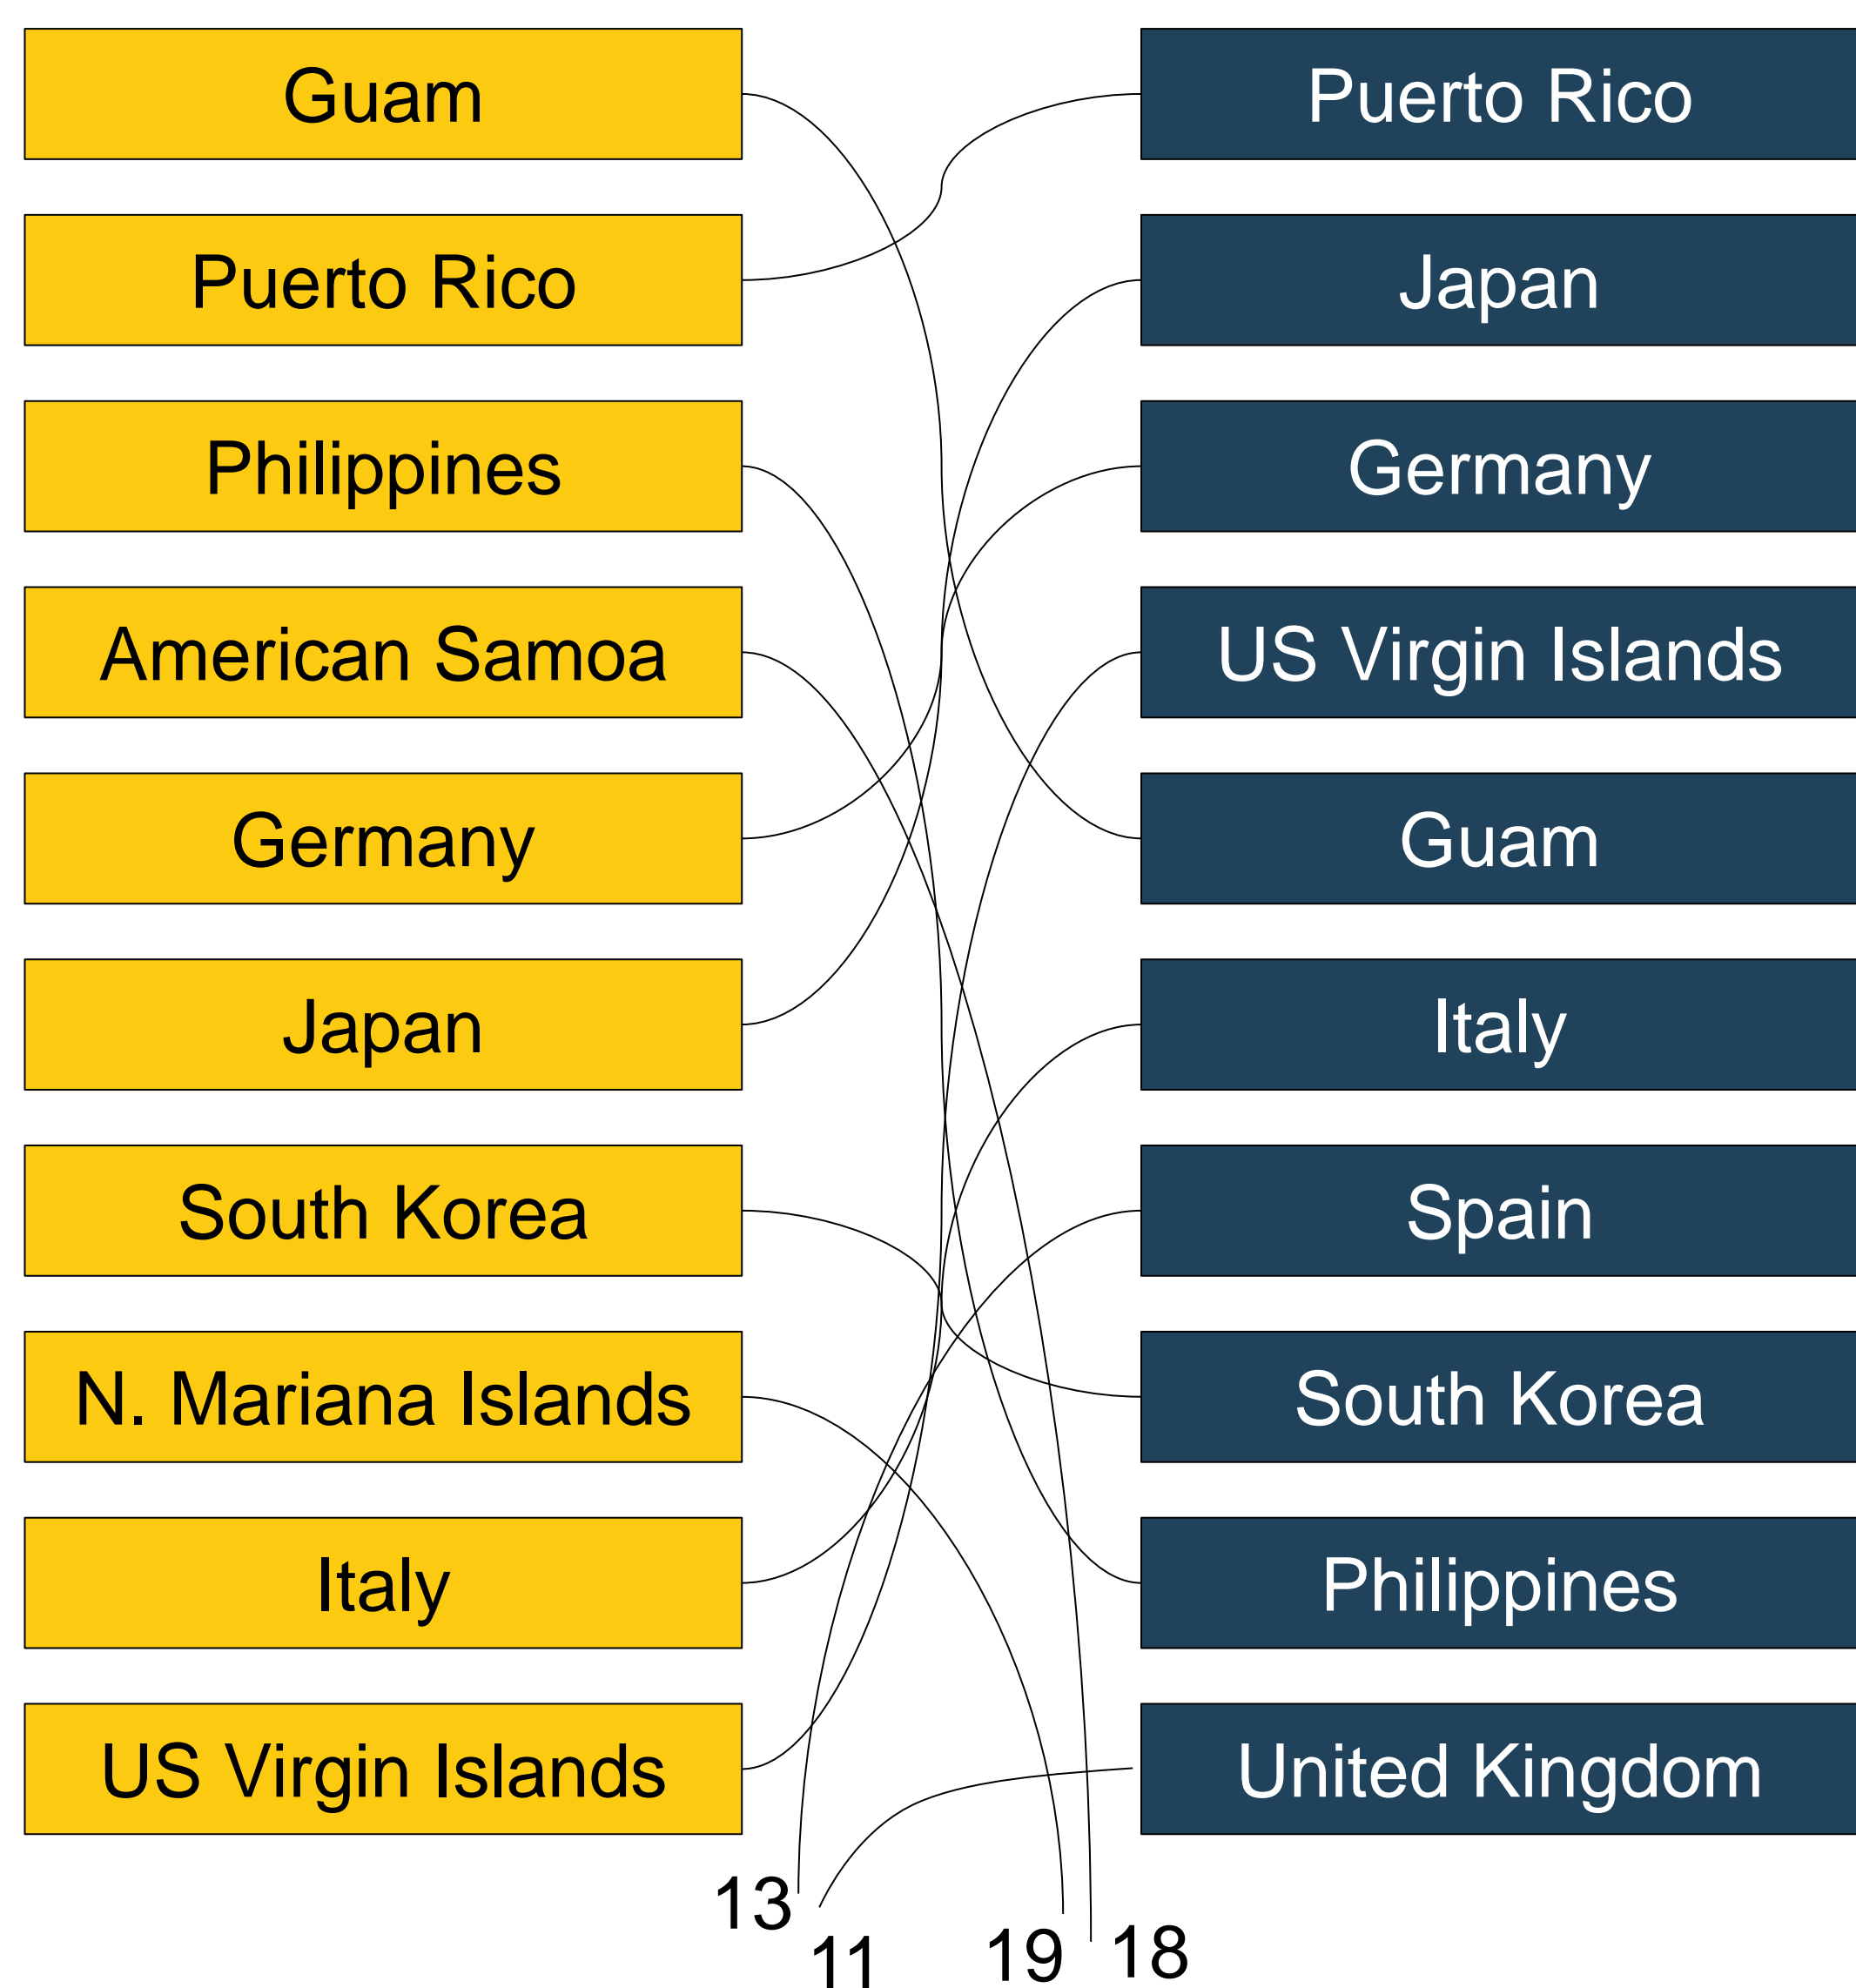 Guam
Puerto Rico
Philippines
American Samoa
Germany
Japan
South Korea
N. Mariana Islands
Italy
US Virgin Islands
Puerto Rico
Japan
Germany
US Virgin Islands
Guam
Italy
Spain
South Korea
Philippines
United Kingdom
13
11
19
18